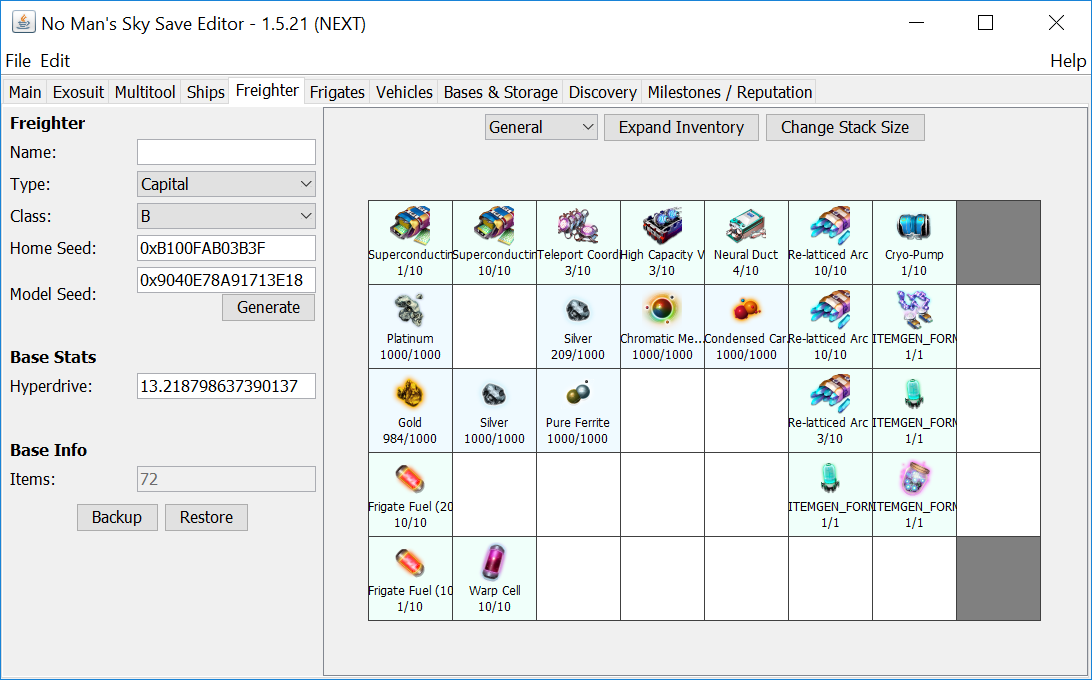 No Man's Sky Save Editor - 1.5.21 (NEXT)
File Edit Help
Main Exosuit Multitool Ships Freighter Frigates Vehicles Bases & Storage Discovery Milestones / Reputation
Freighter
Name:
Type: Capital
Class: B
Home Seed: 0xB100FAB03B3F
Model Seed: 0x9040E78A91713E18
Generate
Base Stats
Hyperdrive: 13.218798637390137
Base Info
Items: 72
Backup Restore
General Expand Inventory Change Stack Size
Superconductin Superconductin Teleport Coord High Capacity V Neural Duct Re-latticed Arc Cryo-Pump
1/10 10/10 3/10 3/10 4/10 10/10 1/10
Platinum Silver Chromatic Me... Condensed Car Re-latticed Arc ITEMGEN_FORM
1000/1000 209/1000 1000/1000 1000/1000 10/10 1/1
Gold Silver Pure Ferrite Re-latticed Arc ITEMGEN_FORM
984/1000 1000/1000 1000/1000 3/10 1/1
Frigate Fuel (20 ITEMGEN_FORM ITEMGEN_FORM
10/10 1/1 1/1
Frigate Fuel (10 Warp Cell
1/10 10/10